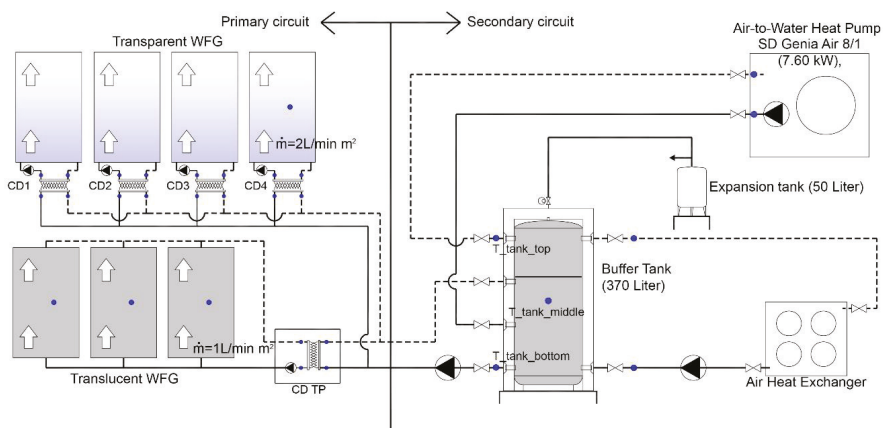 Primary circuit
Secondary circuit
Transparent WFG
Air-to-Water Heat Pump
SD Genia Air 8/1
(7.60 kW),
ṁ=2L/min m²
CD1
CD2
CD3
CD4
Expansion tank (50 Liter)
T_tank_top
Buffer Tank
(370 Liter)
T_tank_middle
ṁ=1L/min m²
T_tank_bottom
Translucent WFG
CD TP
Air Heat Exchanger